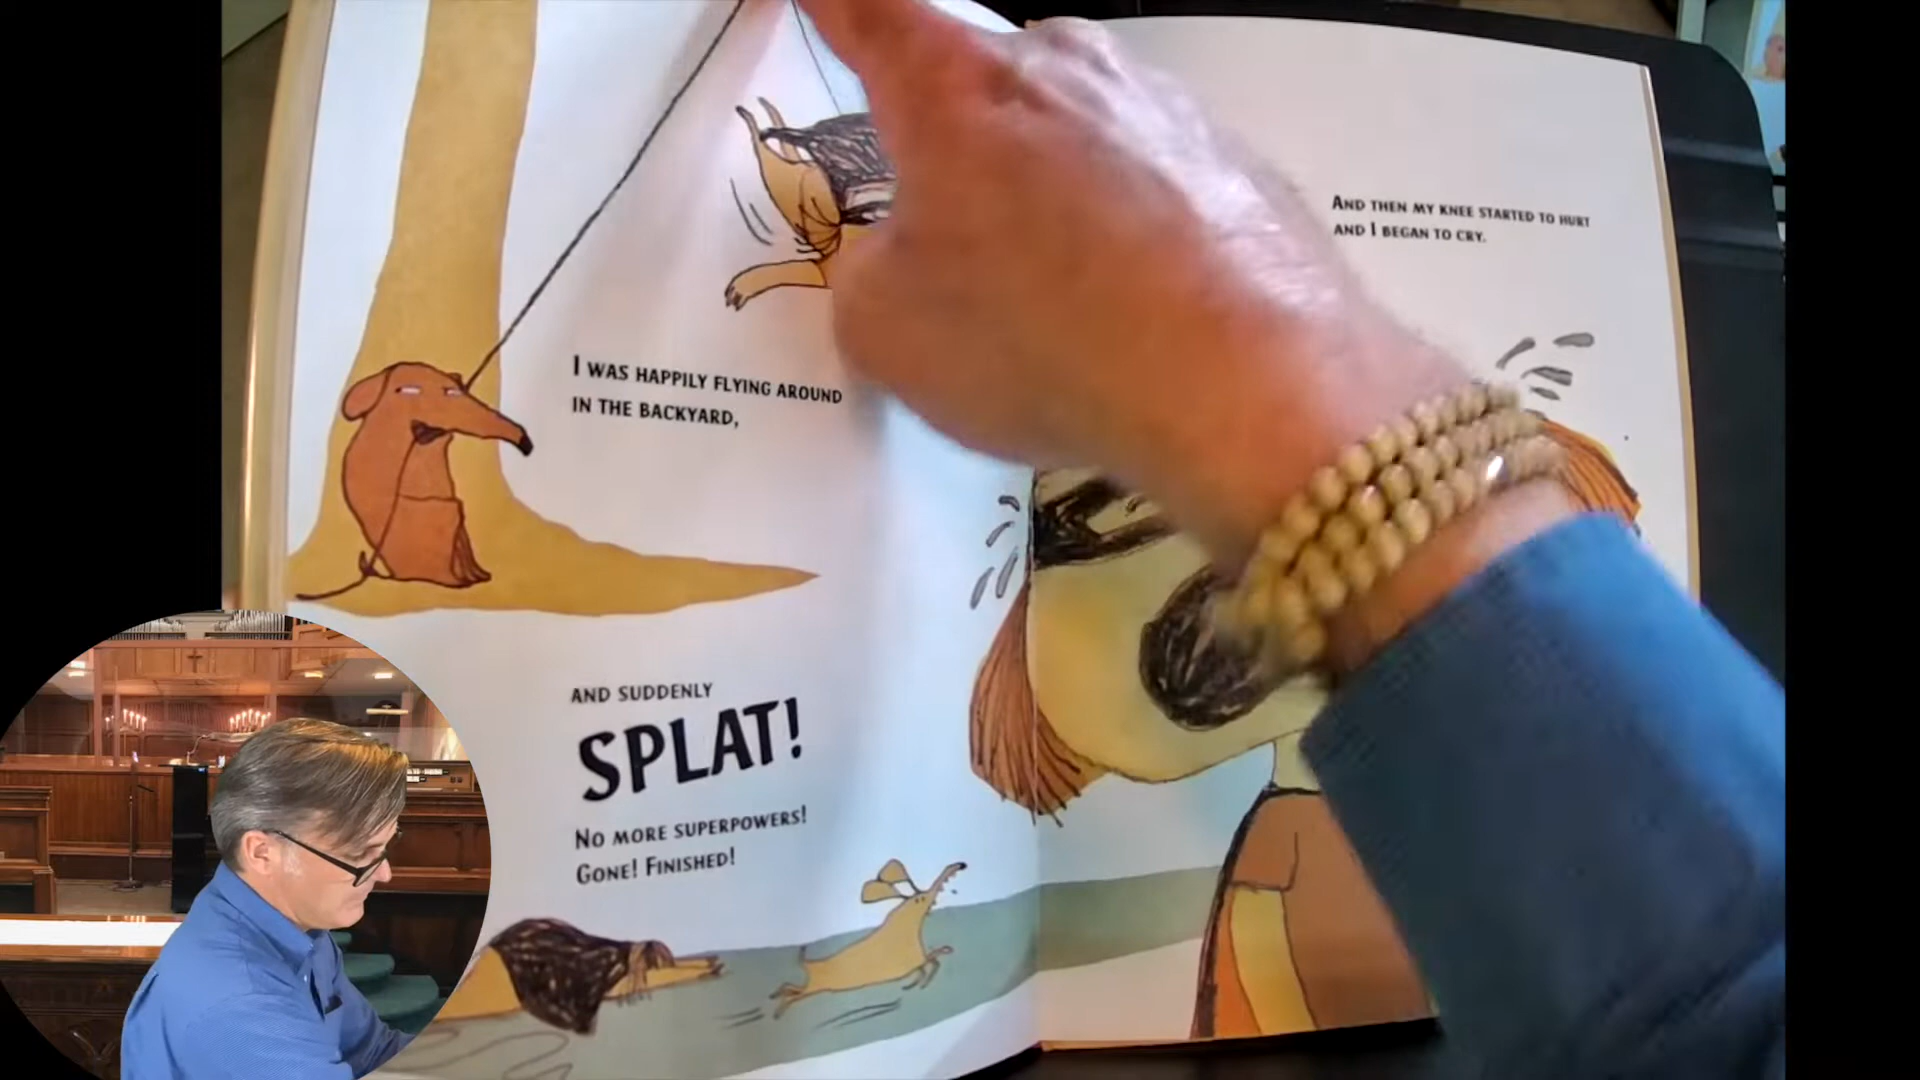 I WAS HAPPILY FLYING AROUND
IN THE BACKYARD,
AND SUDDENLY
SPLAT!
NO MORE SUPERPOWERS!
GONE! FINISHED!
AND THEN MY KNEE STARTED TO HURT
AND I BEGAN TO CRY.